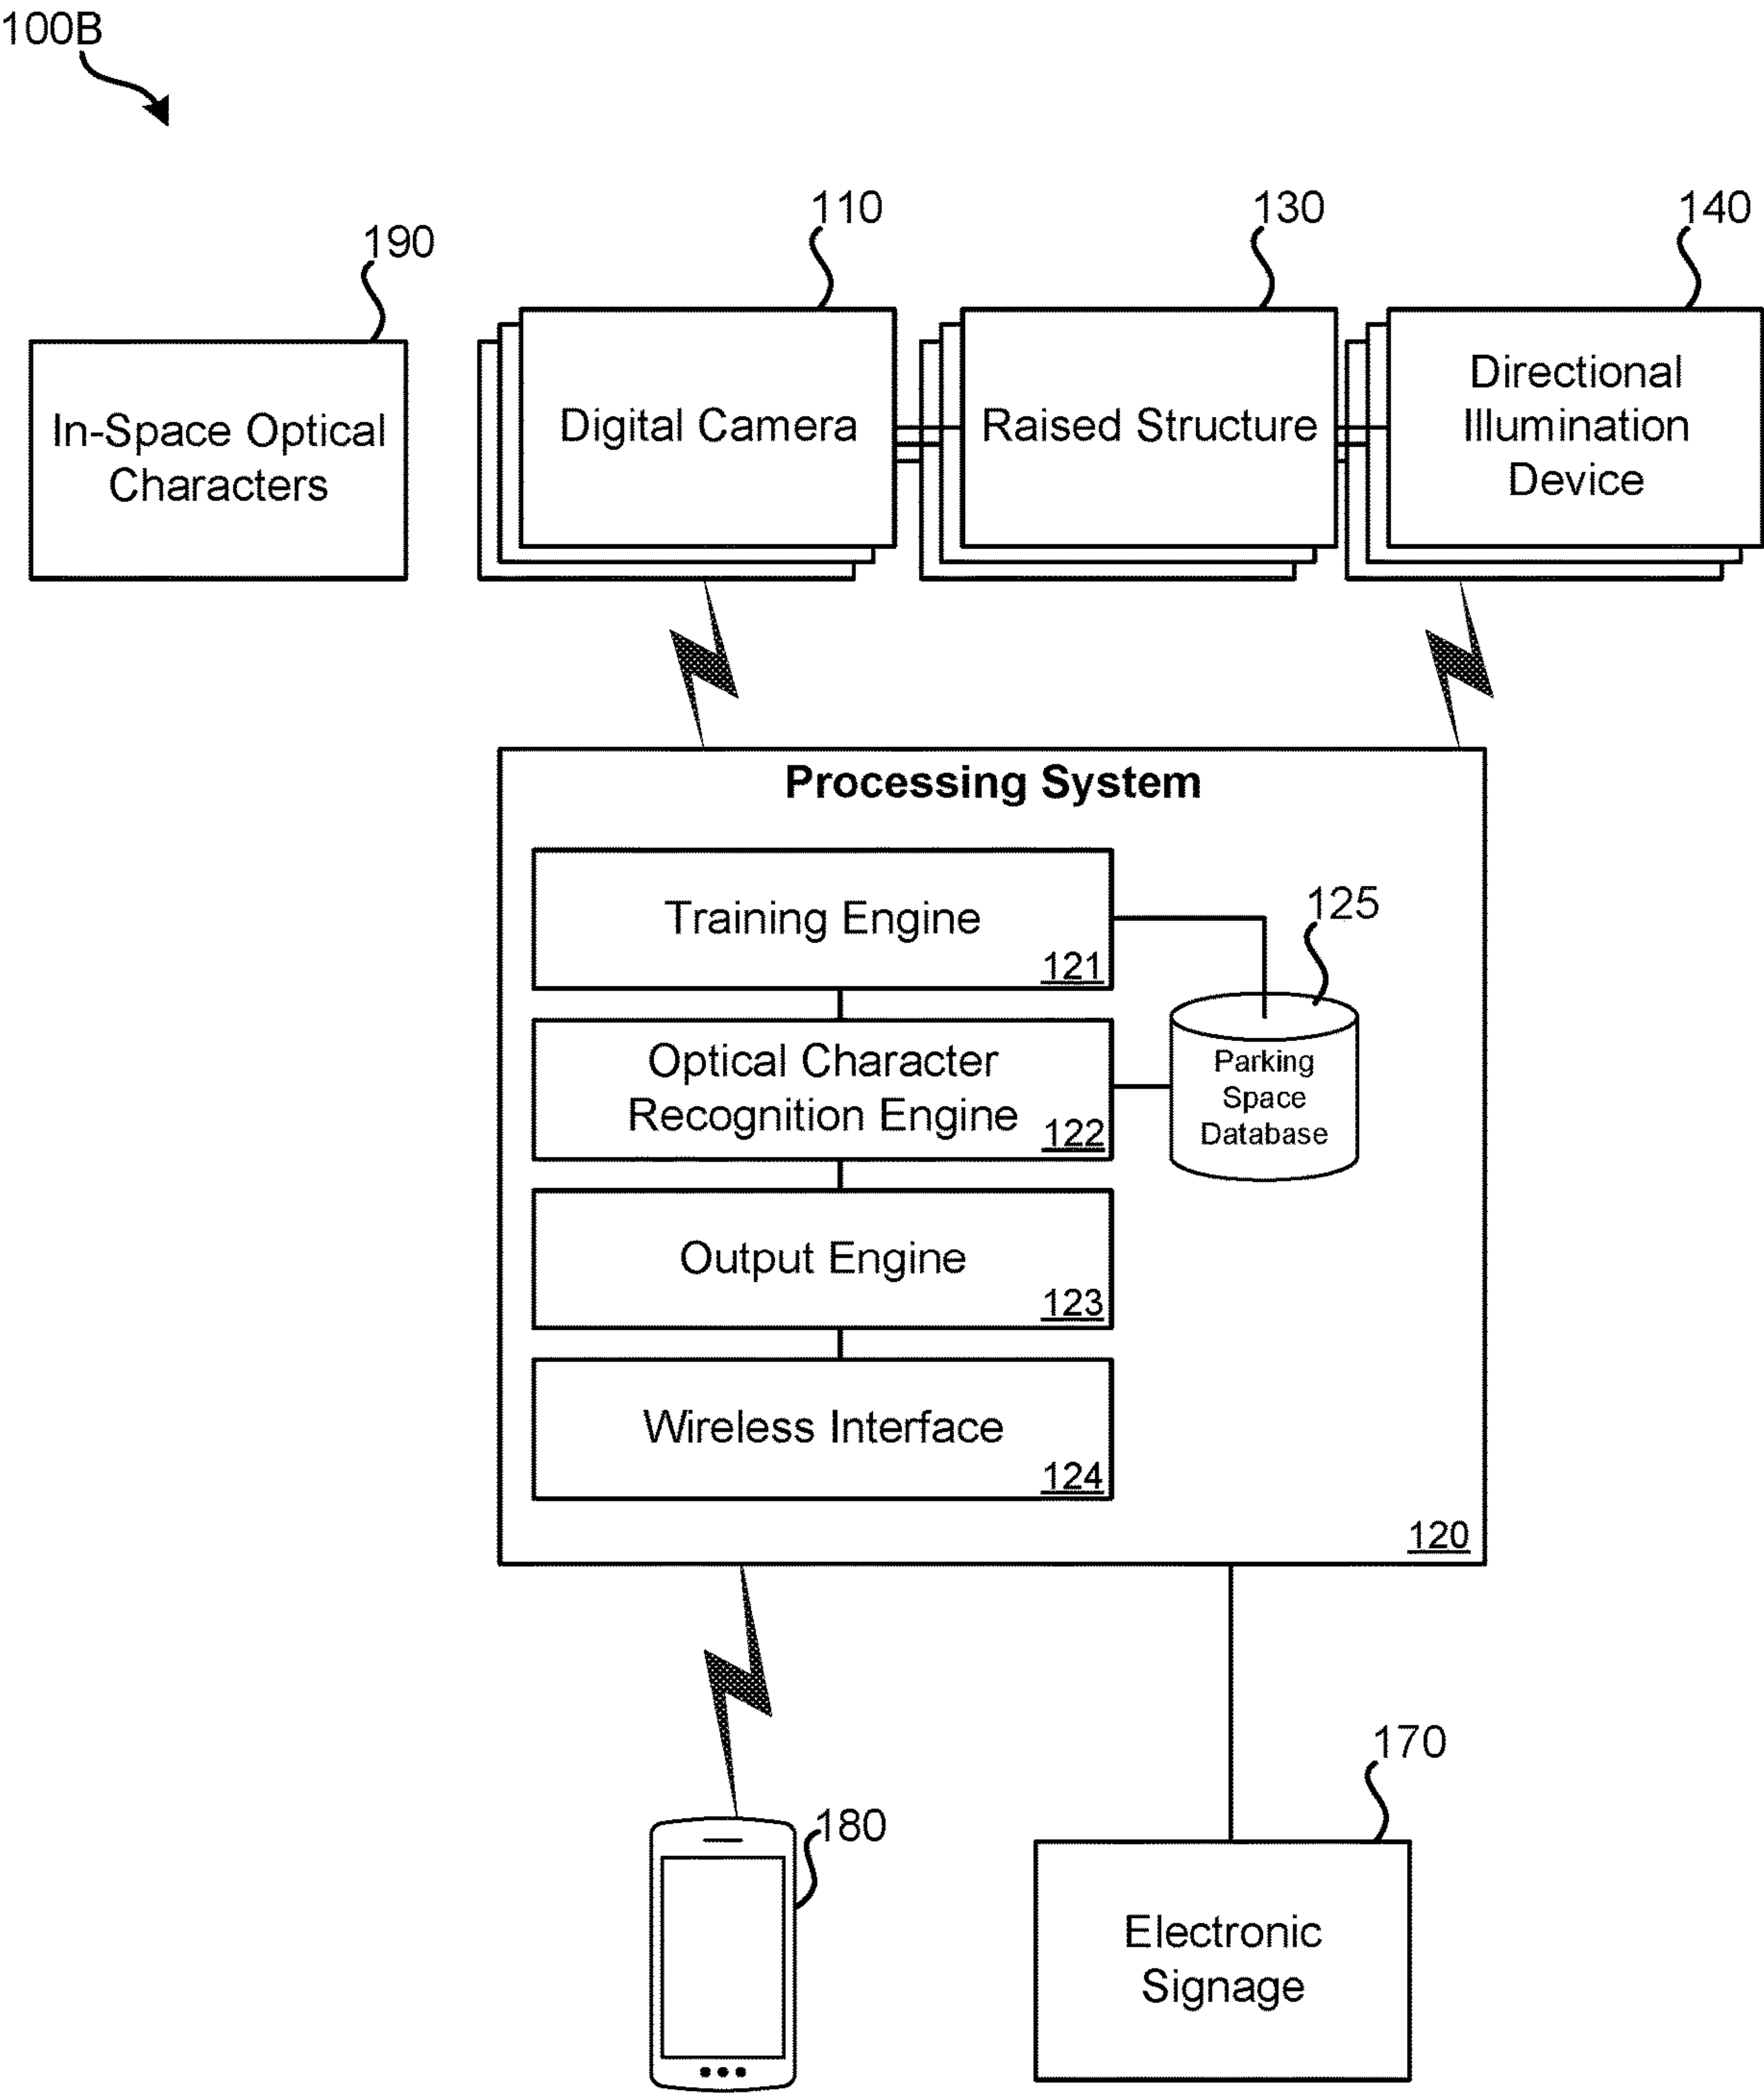 100B
110
130
140
190
In-Space Optical
Characters
Digital Camera
Raised Structure
Directional
Illumination
Device
Processing System
Training Engine
121
125
Optical Character
Recognition Engine
122
Parking
Space
Database
Output Engine
123
Wireless Interface
124
120
180
170
Electronic
Signage